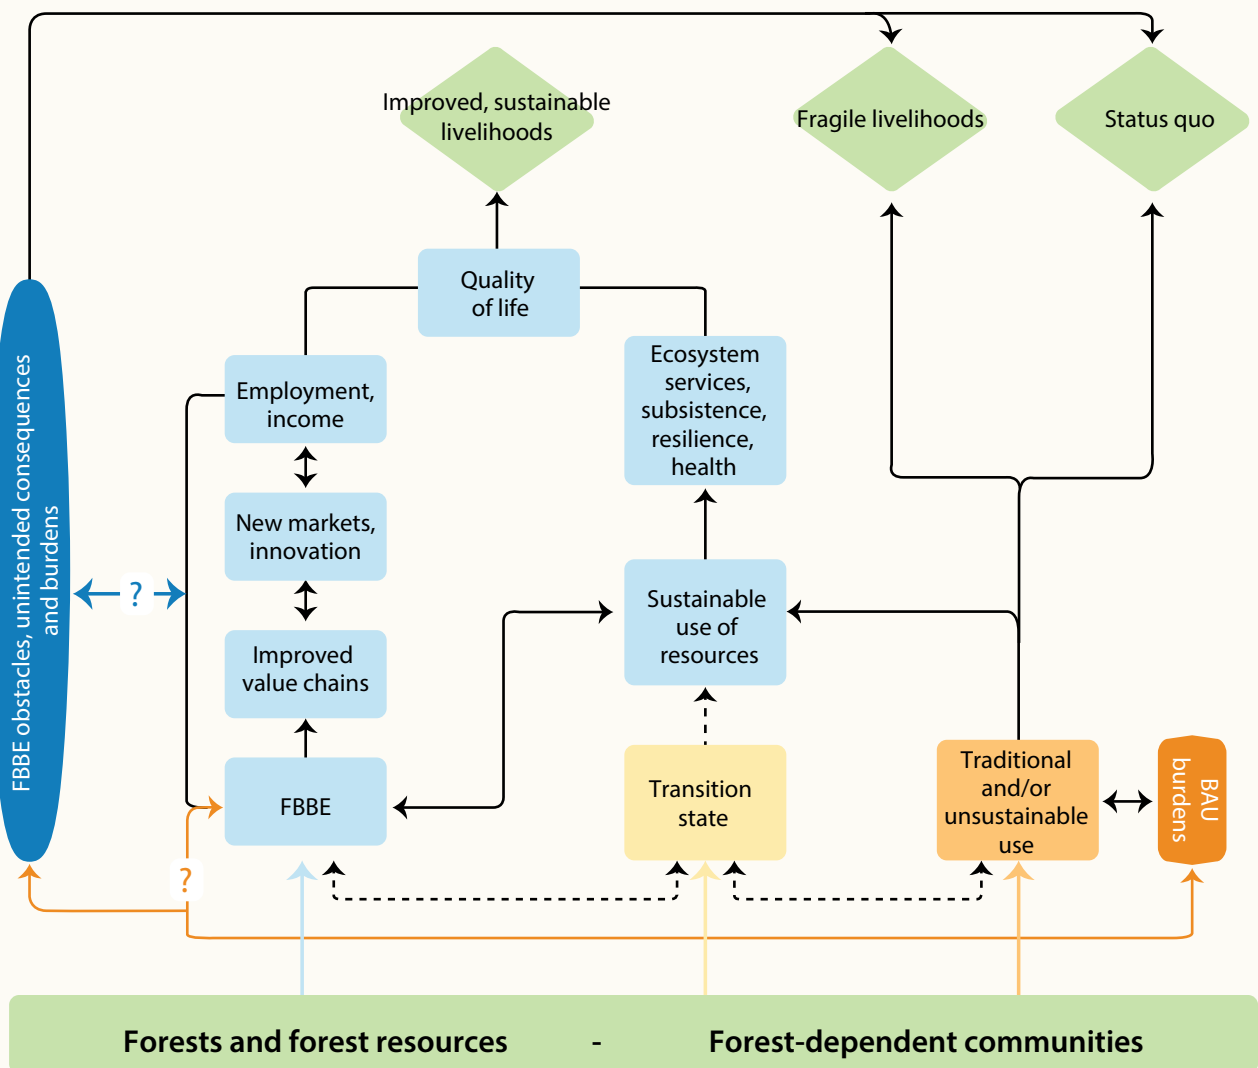 Improved, sustainable
livelihoods
Fragile livelihoods
Status quo
Quality
of life
Employment,
income
Ecosystem
services,
subsistence,
resilience,
health
New markets,
innovation
FBBE obstacles, unintended consequences
and burdens
?
Sustainable
use of
resources
Improved
value chains
FBBE
Transition
state
Traditional
and/or
unsustainable
use
BAU
burdens
?
Forests and forest resources - Forest-dependent communities